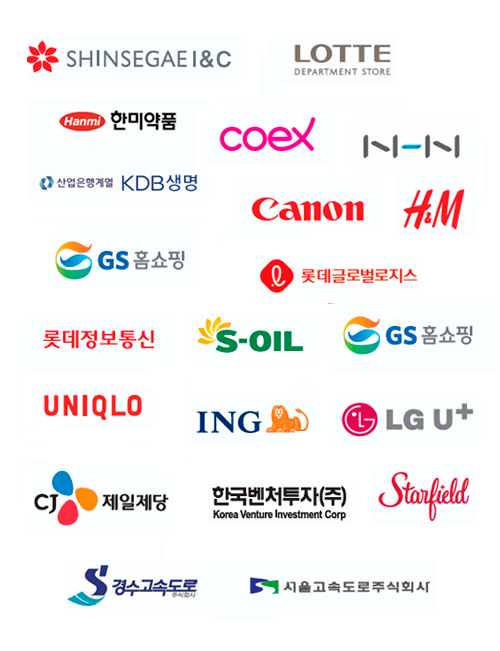 SHINSEGAE I&C
LOTTE
DEPARTMENT STORE
Hanmi 한미약품
coex
N-H-N
산업은행계열 KDB생명
Canon
H&M
GS 홈쇼핑
롯데글로벌로지스
롯데정보통신
S-OIL
GS 홈쇼핑
UNIQLO
ING
LG U+
CJ 제일제당
한국벤처투자(주)
Korea Venture Investment Corp
Starfield
경수고속도로
주식회사
서울고속도로주식회사